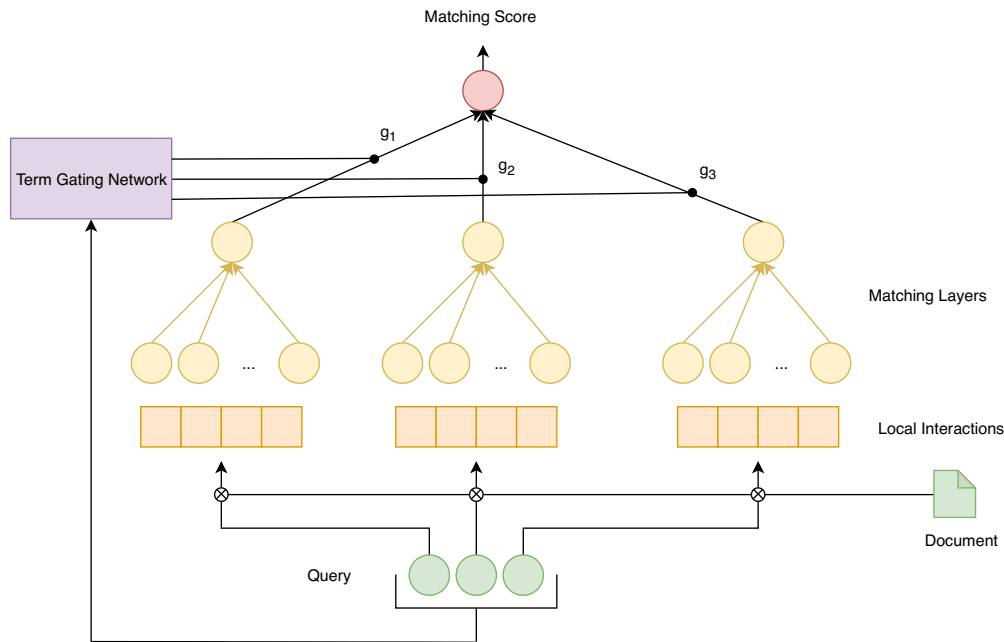 Matching Score
g1
Term Gating Network
g2
g3
Matching Layers
...
...
...
Local Interactions
Document
Query